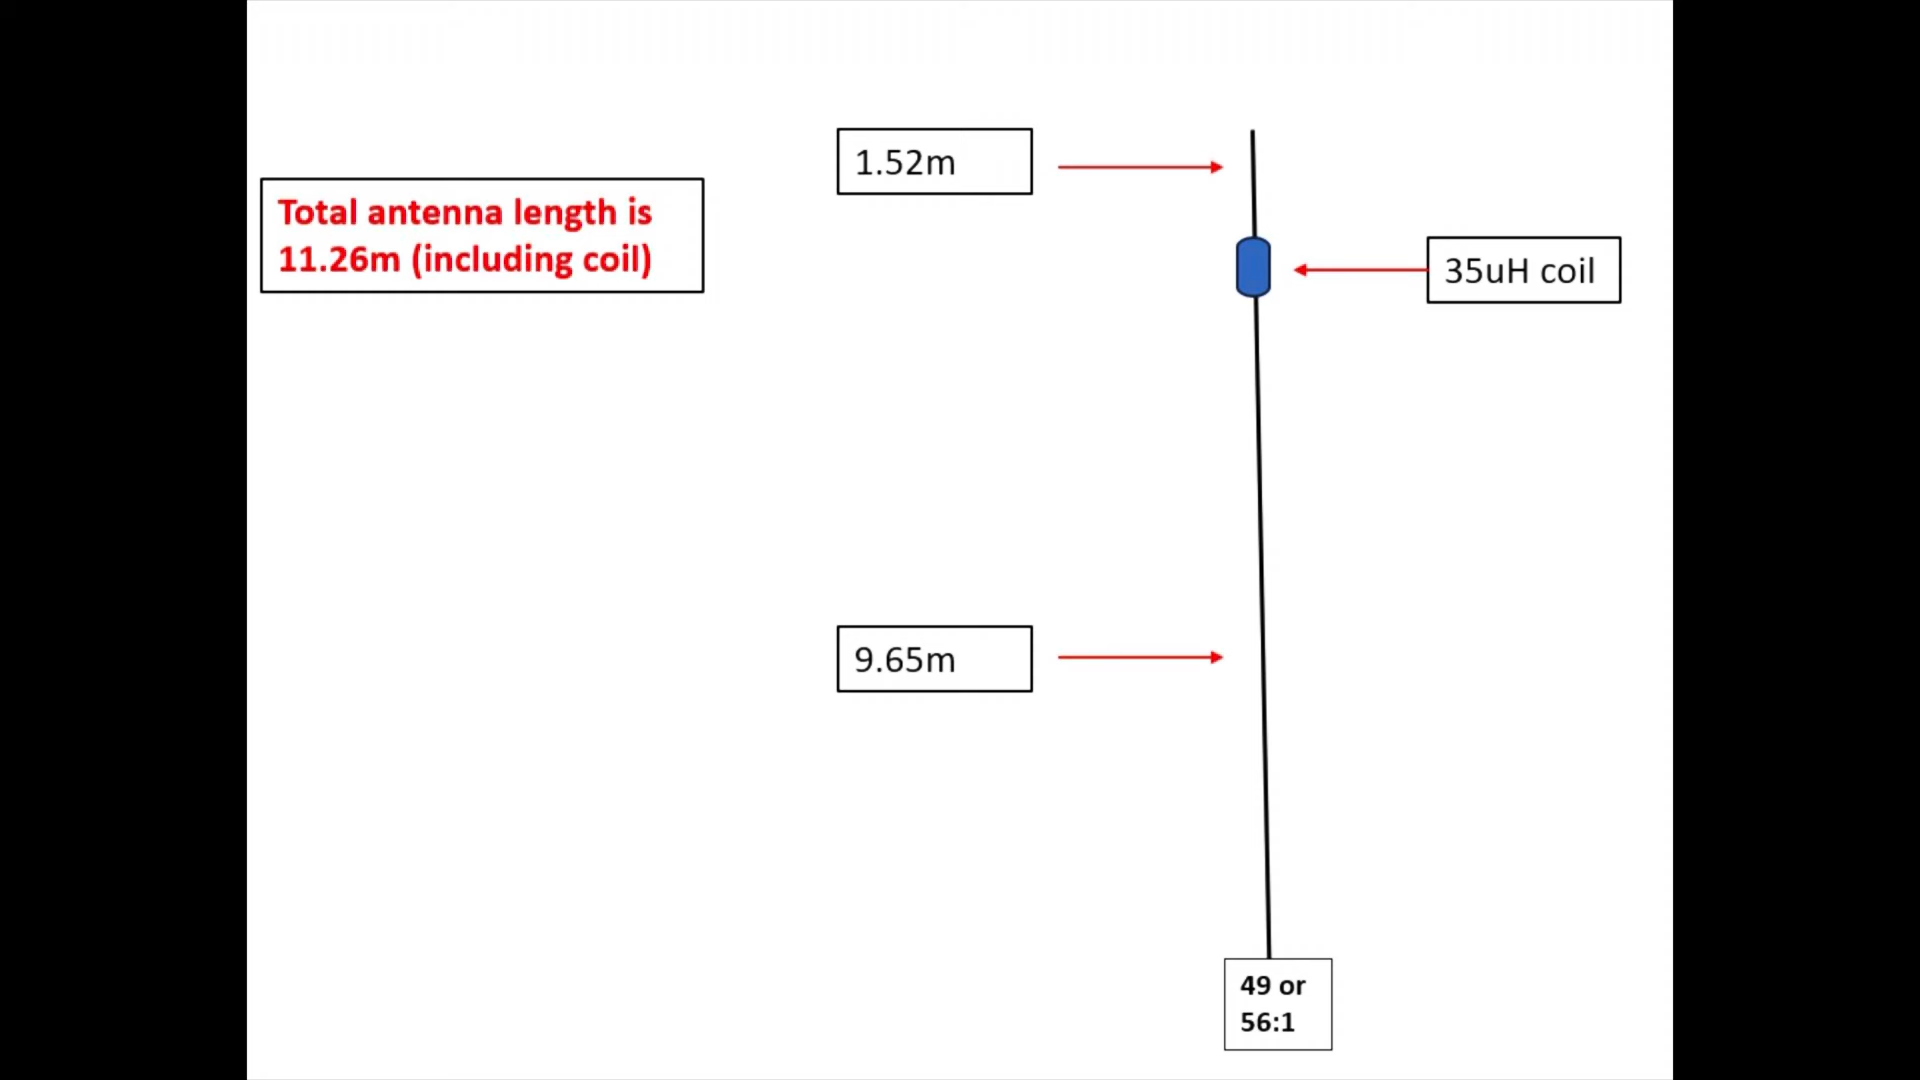 1.52m
Total antenna length is
11.26m (including coil)
35uH coil
9.65m
49 or
56:1